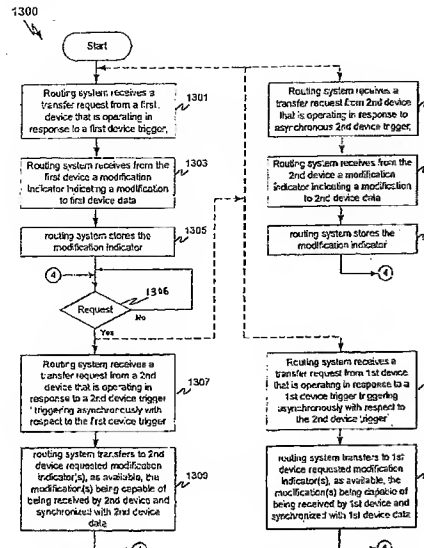 1300
Start
Routing system receives a
transfer request from a first,
device that is operating in
response to a first device trigger,
1301
Routing system receives from
the first device a modification
indicator indicating a modification
to first device data
1303
routing system stores the
modification indicator
1305
4
Request
1306
No
Yes
Routing system receives a
transfer request from a 2nd
device that is operating in
response to a 2nd device trigger
triggering asynchronously with
respect to the first device trigger
1307
routing system transfers to 2nd
device requested modification
indicator(s), as available, the
modification(s) being capable of
being received by 2nd device and
synchronized with 2nd device
data
1309
Routing system receives a
transfer request from 2nd device
that is operating in response to
asynchronous 2nd device trigger,
Routing system receives from the
2nd device a modification
indicator indicating a modification
to 2nd device data
routing system stores the
modification indicator
4
Routing system receives a
transfer request from 1st device
that is operating in response to a
1st device trigger triggering
asynchronously with respect to
the 2nd device trigger
routing system transfers to 1st
device requested modification
indicator(s), as available, the
modification(s) being capable of
being received by 1st device and
synchronized with 1st device data